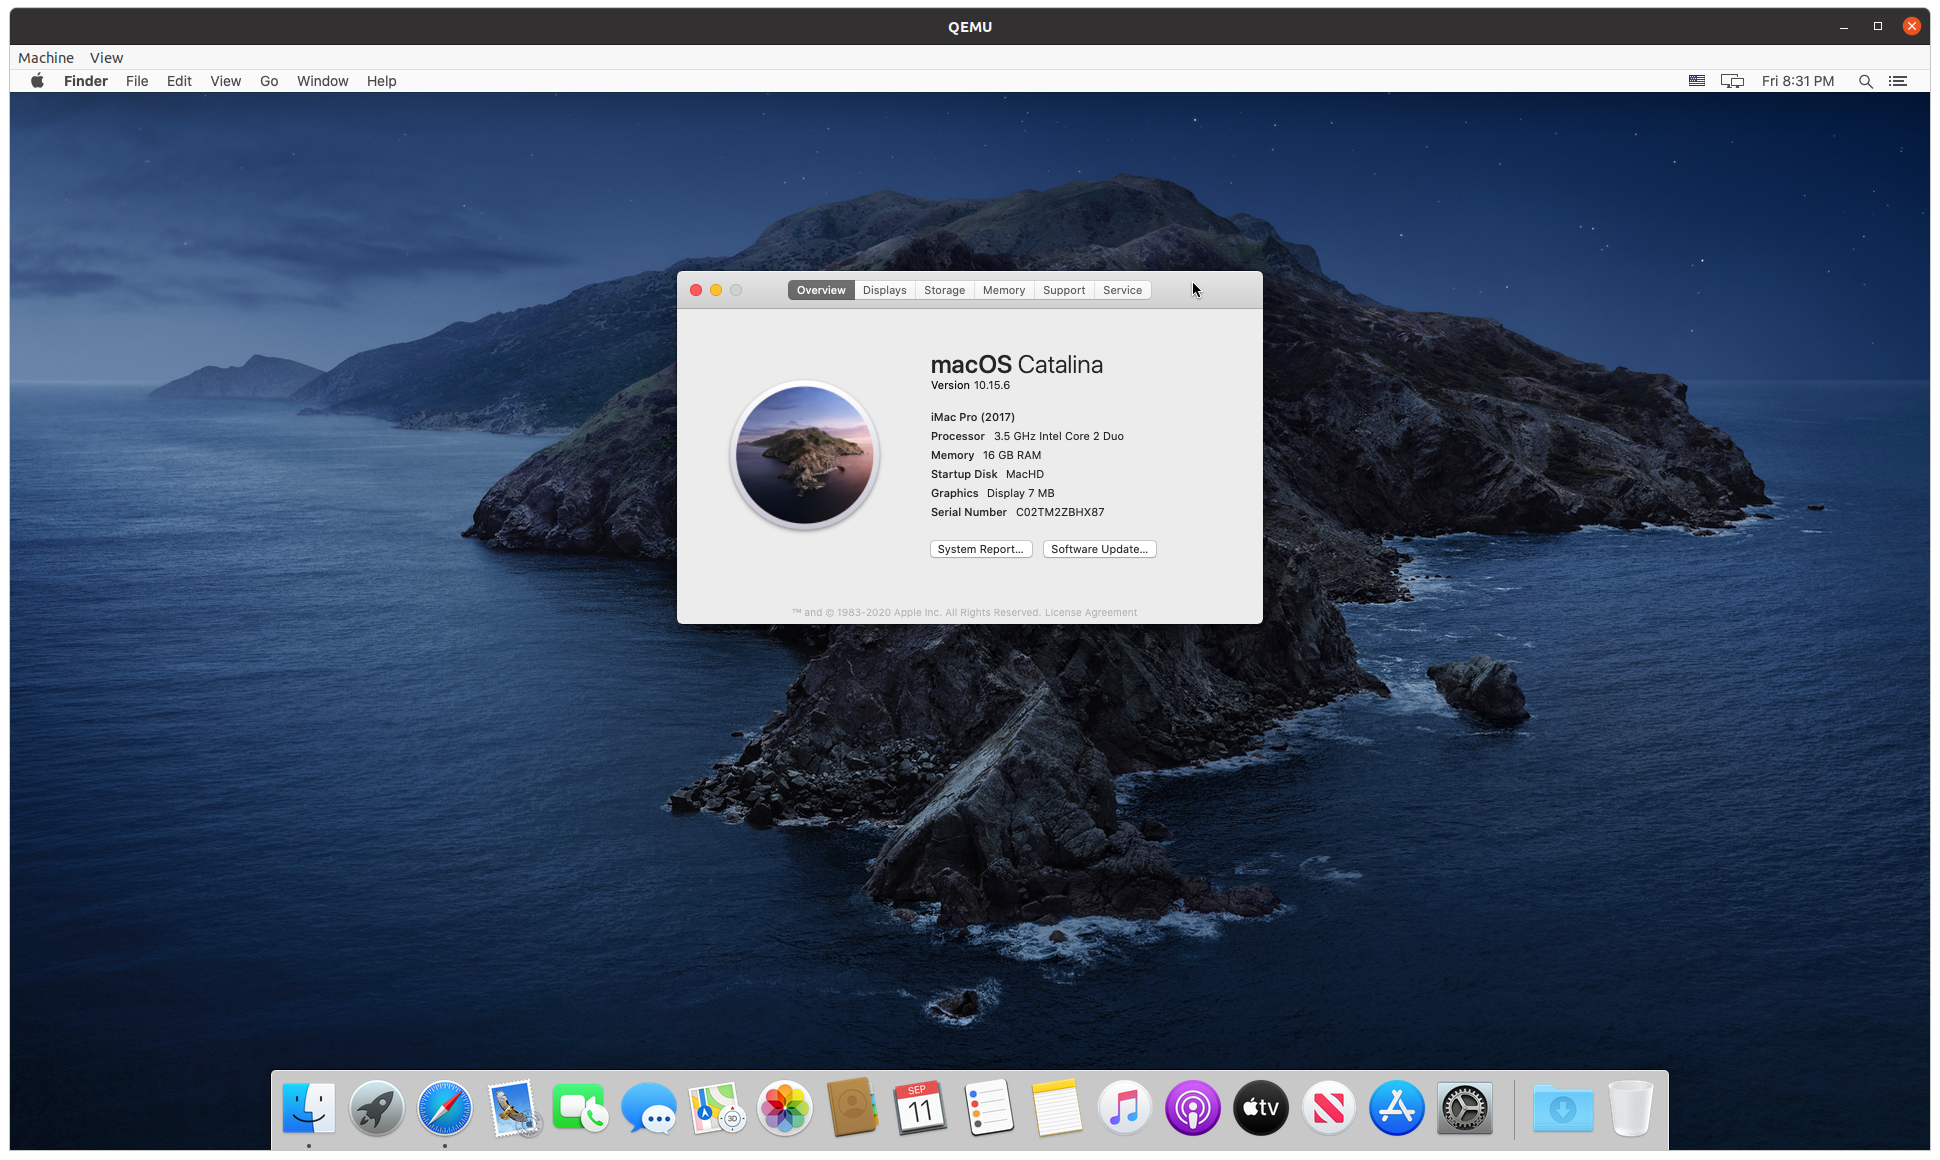 QEMU
Machine View
Finder File Edit View Go Window Help Fri 8:31 PM
Overview Displays Storage Memory Support Service
macOS Catalina
Version 10.15.6
iMac Pro (2017)
Processor 3.5 GHz Intel Core 2 Duo
Memory 16 GB RAM
Startup Disk MacHD
Graphics Display 7 MB
Serial Number C02TM2ZBHX87
System Report... Software Update...
™ and © 1983-2020 Apple Inc. All Rights Reserved. License Agreement
SEP
11
3D
tv